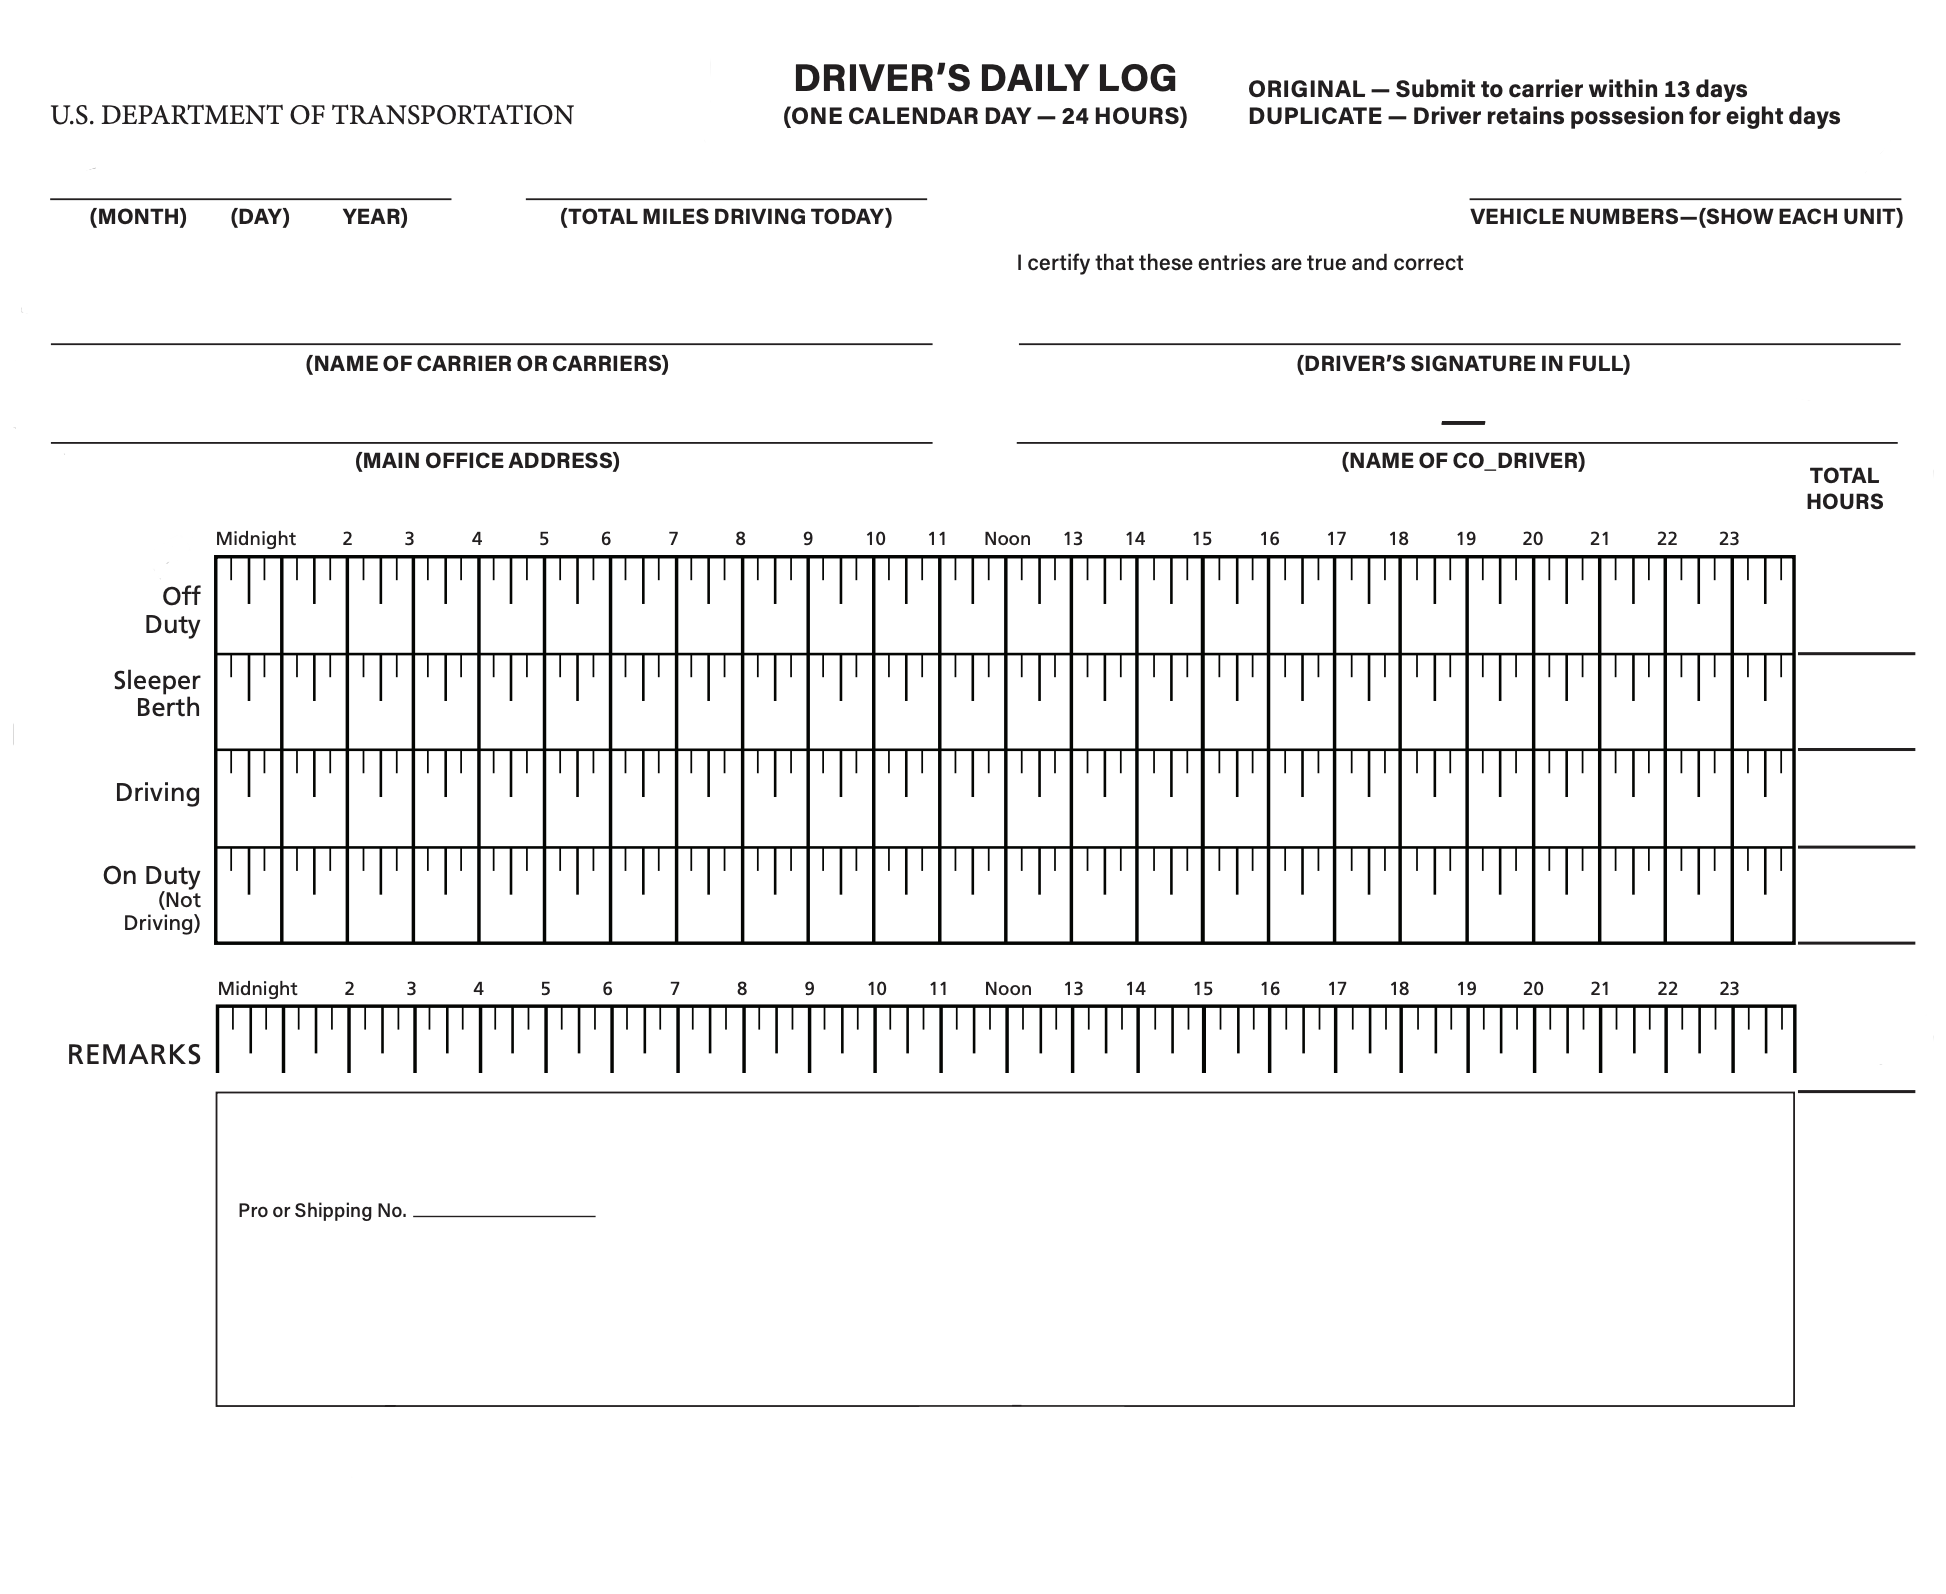 DRIVER'S DAILY LOG
U.S. DEPARTMENT OF TRANSPORTATION
(ONE CALENDAR DAY — 24 HOURS)
ORIGINAL — Submit to carrier within 13 days
DUPLICATE — Driver retains possesion for eight days
(MONTH) (DAY) YEAR)
(TOTAL MILES DRIVING TODAY)
VEHICLE NUMBERS—(SHOW EACH UNIT)
I certify that these entries are true and correct
(NAME OF CARRIER OR CARRIERS)
(DRIVER'S SIGNATURE IN FULL)
(MAIN OFFICE ADDRESS)
(NAME OF CO_DRIVER)
TOTAL
HOURS
Midnight 2 3 4 5 6 7 8 9 10 11 Noon 13 14 15 16 17 18 19 20 21 22 23
Off
Duty
Sleeper
Berth
Driving
On Duty
(Not
Driving)
Midnight 2 3 4 5 6 7 8 9 10 11 Noon 13 14 15 16 17 18 19 20 21 22 23
REMARKS
Pro or Shipping No.